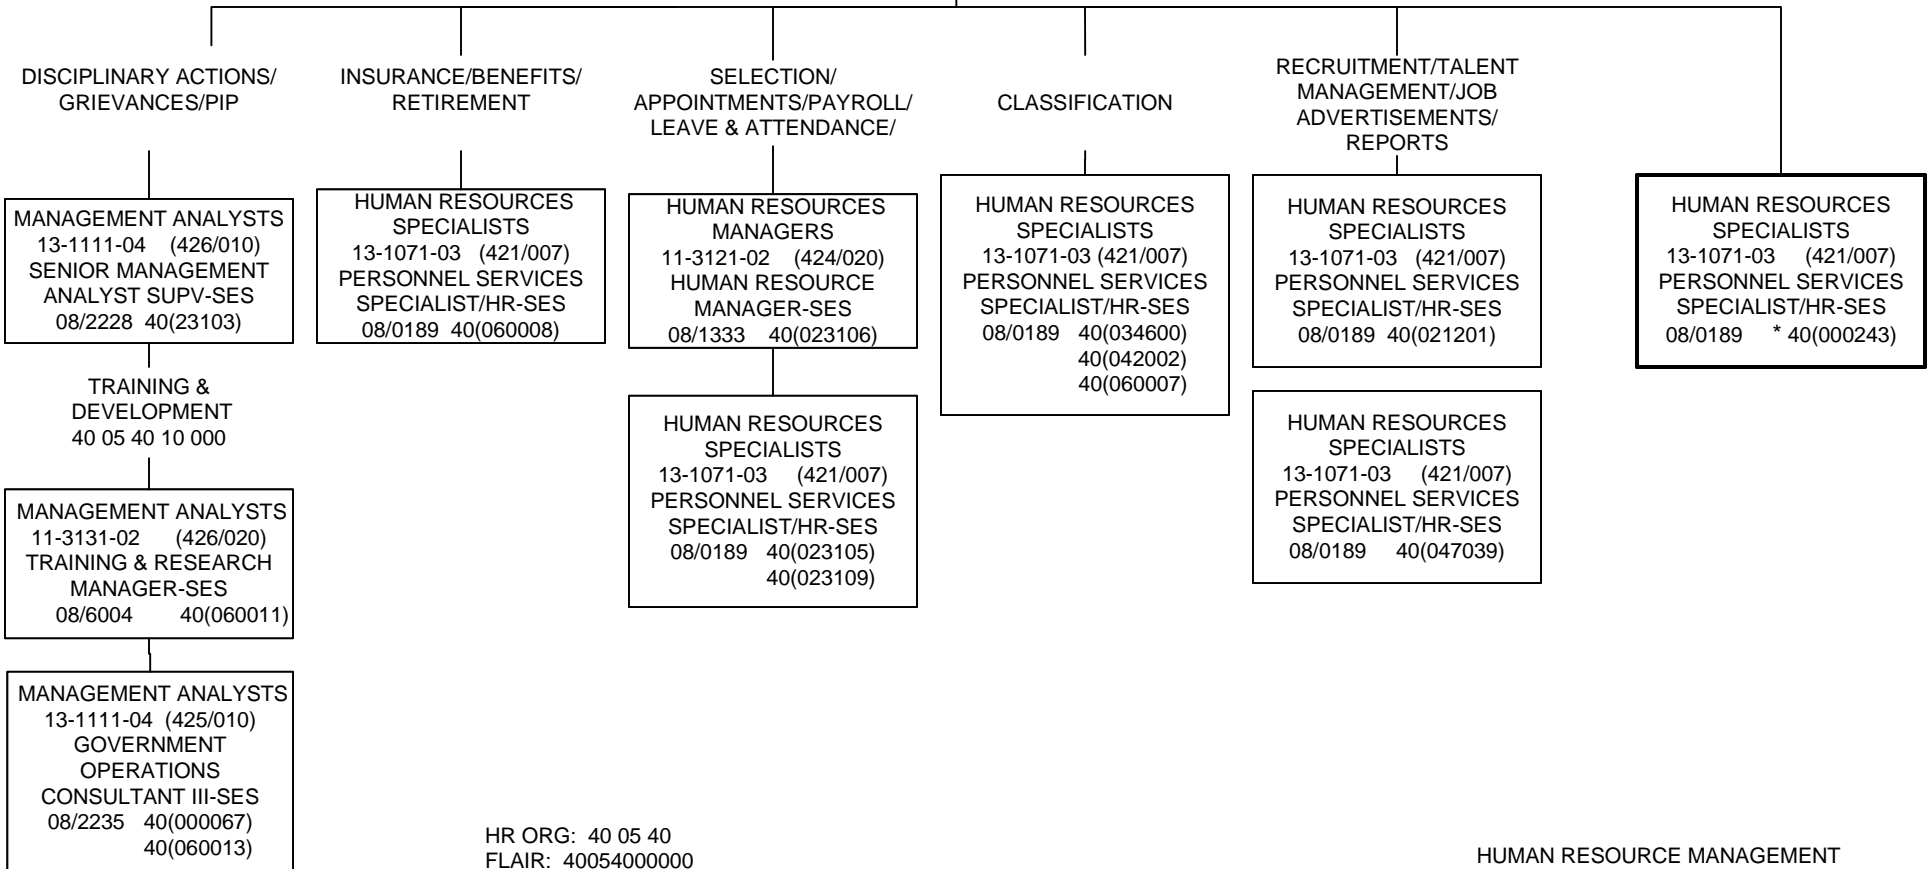 DISCIPLINARY ACTIONS/
GRIEVANCES/PIP
MANAGEMENT ANALYSTS
13-1111-04 (426/010)
SENIOR MANAGEMENT
ANALYST SUPV-SES
08/2228 40(23103)
TRAINING &
DEVELOPMENT
40 05 40 10 000
MANAGEMENT ANALYSTS
11-3131-02 (426/020)
TRAINING & RESEARCH
MANAGER-SES
08/6004 40(060011)
MANAGEMENT ANALYSTS
13-1111-04 (425/010)
GOVERNMENT
OPERATIONS
CONSULTANT III-SES
08/2235 40(000067)
40(060013)
INSURANCE/BENEFITS/
RETIREMENT
HUMAN RESOURCES
SPECIALISTS
13-1071-03 (421/007)
PERSONNEL SERVICES
SPECIALIST/HR-SES
08/0189 40(060008)
SELECTION/
APPOINTMENTS/PAYROLL/
LEAVE & ATTENDANCE/
HUMAN RESOURCES
MANAGERS
11-3121-02 (424/020)
HUMAN RESOURCE
MANAGER-SES
08/1333 40(023106)
HUMAN RESOURCES
SPECIALISTS
13-1071-03 (421/007)
PERSONNEL SERVICES
SPECIALIST/HR-SES
08/0189 40(023105)
40(023109)
CLASSIFICATION
HUMAN RESOURCES
SPECIALISTS
13-1071-03 (421/007)
PERSONNEL SERVICES
SPECIALIST/HR-SES
08/0189 40(034600)
40(042002)
40(060007)
RECRUITMENT/TALENT
MANAGEMENT/JOB
ADVERTISEMENTS/
REPORTS
HUMAN RESOURCES
SPECIALISTS
13-1071-03 (421/007)
PERSONNEL SERVICES
SPECIALIST/HR-SES
08/0189 40(021201)
HUMAN RESOURCES
SPECIALISTS
13-1071-03 (421/007)
PERSONNEL SERVICES
SPECIALIST/HR-SES
08/0189 40(047039)
HUMAN RESOURCES
SPECIALISTS
13-1071-03 (421/007)
PERSONNEL SERVICES
SPECIALIST/HR-SES
08/0189 * 40(000243)
HR ORG: 40 05 40
FLAIR: 40054000000
HUMAN RESOURCE MANAGEMENT